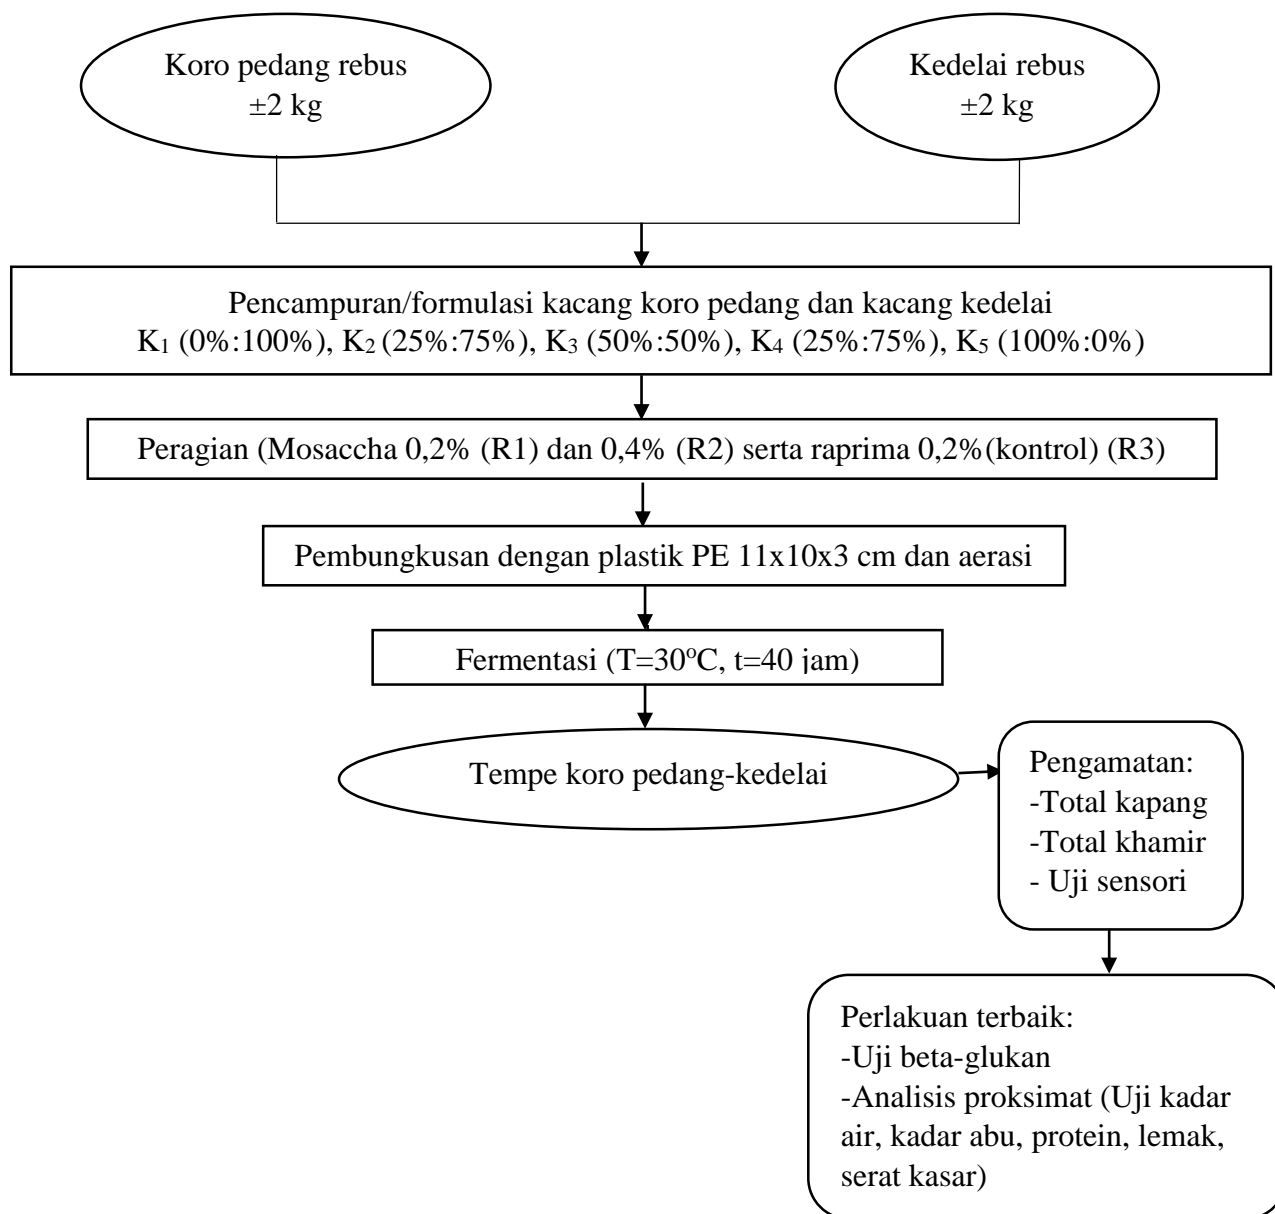 Koro pedang rebus
±2 kg
Kedelai rebus
±2 kg
Pencampuran/formulasi kacang koro pedang dan kacang kedelai
K₁ (0%:100%), K₂ (25%:75%), K₃ (50%:50%), K₄ (25%:75%), K₅ (100%:0%)
Peragian (Mosaccha 0,2% (R1) dan 0,4% (R2) serta raprima 0,2%(kontrol) (R3)
Pembungkusan dengan plastik PE 11x10x3 cm dan aerasi
Fermentasi (T=30°C, t=40 jam)
Tempe koro pedang-kedelai
Pengamatan:
-Total kapang
-Total khamir
- Uji sensori
Perlakuan terbaik:
-Uji beta-glukan
-Analisis proksimat (Uji kadar
air, kadar abu, protein, lemak,
serat kasar)